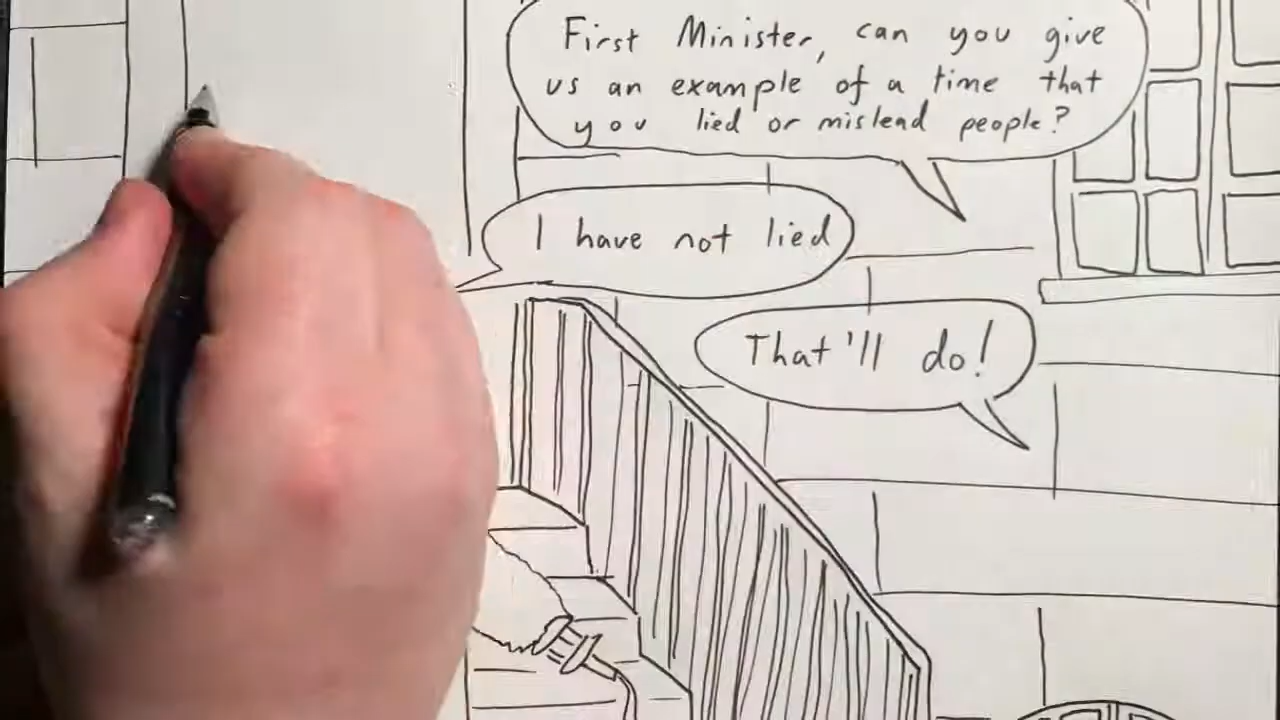 First Minister, can you give
us an example of a time that
you lied or mislead people?
I have not lied
That'll do!